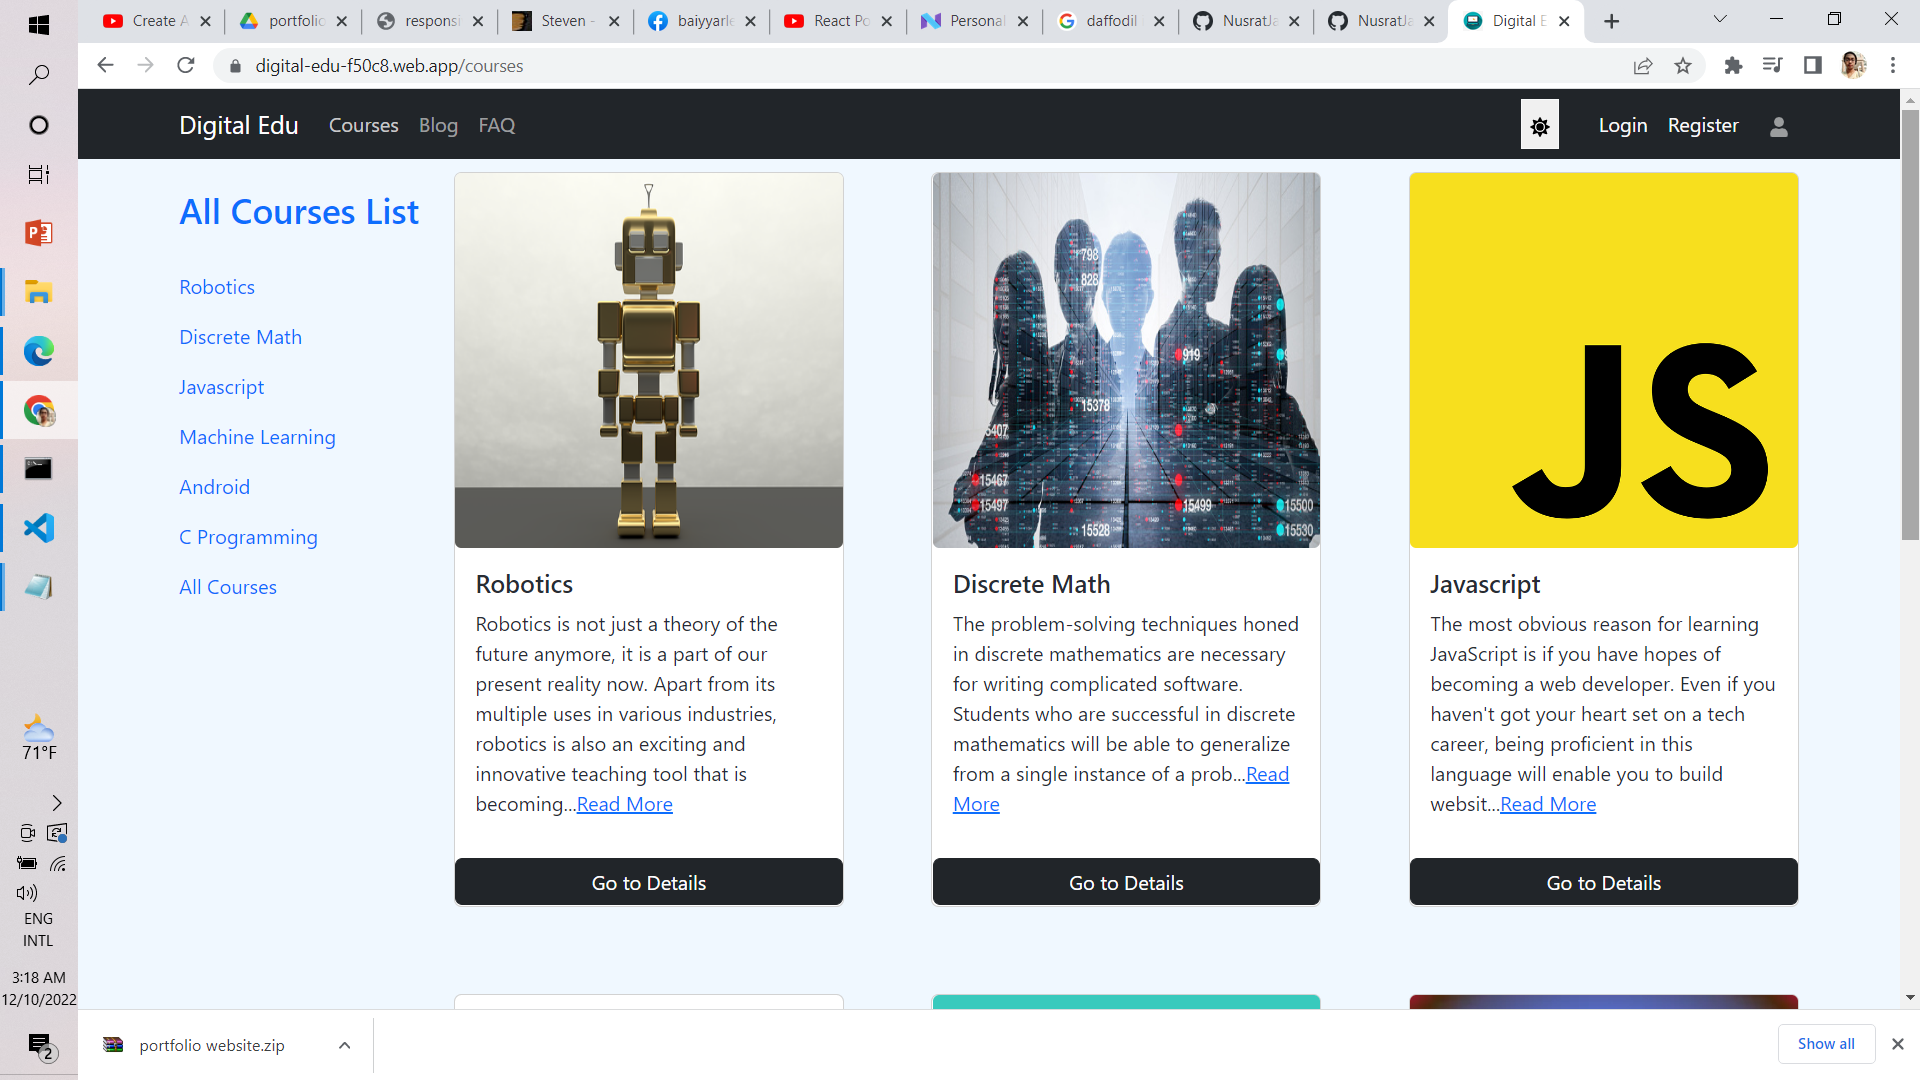 Create A
portfolio
responsi
Steven -
baiyyarle
React Po
Personal
daffodil
NusratJa
NusratJa
Digital E
digital-edu-f50c8.web.app/courses
Digital Edu
Courses
Blog
FAQ
Login
Register
All Courses List
Robotics
Discrete Math
Javascript
Machine Learning
Android
C Programming
All Courses
798
828
919
15378
5407
15467
15497
15499
15500
15528
15530
JS
Robotics
Robotics is not just a theory of the
future anymore, it is a part of our
present reality now. Apart from its
multiple uses in various industries,
robotics is also an exciting and
innovative teaching tool that is
becoming...Read More
Go to Details
Discrete Math
The problem-solving techniques honed
in discrete mathematics are necessary
for writing complicated software.
Students who are successful in discrete
mathematics will be able to generalize
from a single instance of a prob...Read
More
Go to Details
Javascript
The most obvious reason for learning
JavaScript is if you have hopes of
becoming a web developer. Even if you
haven't got your heart set on a tech
career, being proficient in this
language will enable you to build
websit...Read More
Go to Details
71°F
ENG
INTL
3:18 AM
12/10/2022
2
portfolio website.zip
Show all